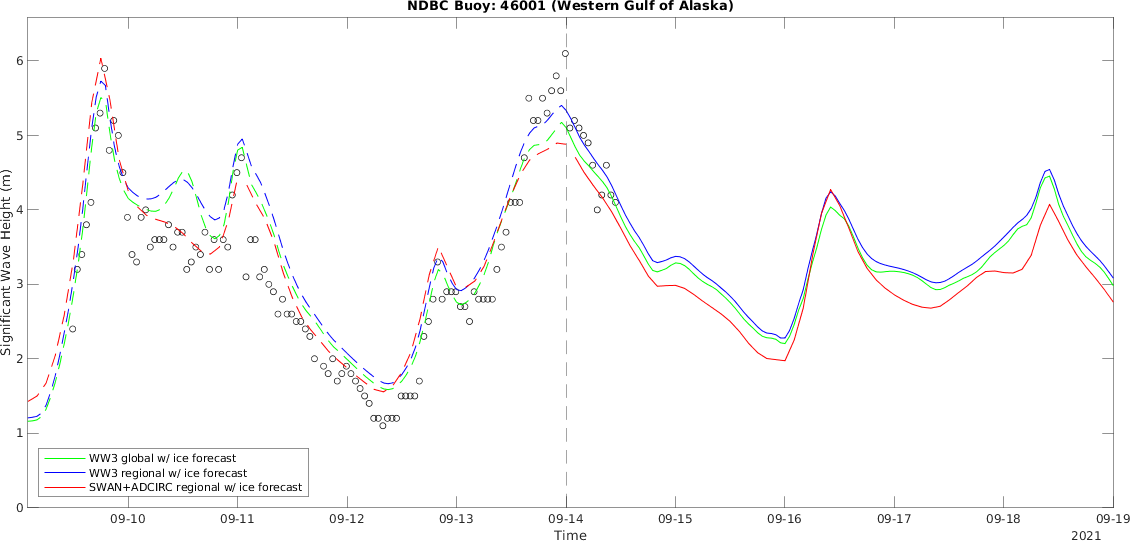 NDBC Buoy: 46001 (Western Gulf of Alaska)
Significant Wave Height (m)
6
5
4
3
2
1
0
WW3 global w/ ice forecast
WW3 regional w/ ice forecast
SWAN+ADCIRC regional w/ ice forecast
09-10 09-11 09-12 09-13 09-14 09-15 09-16 09-17 09-18 09-19
Time
2021